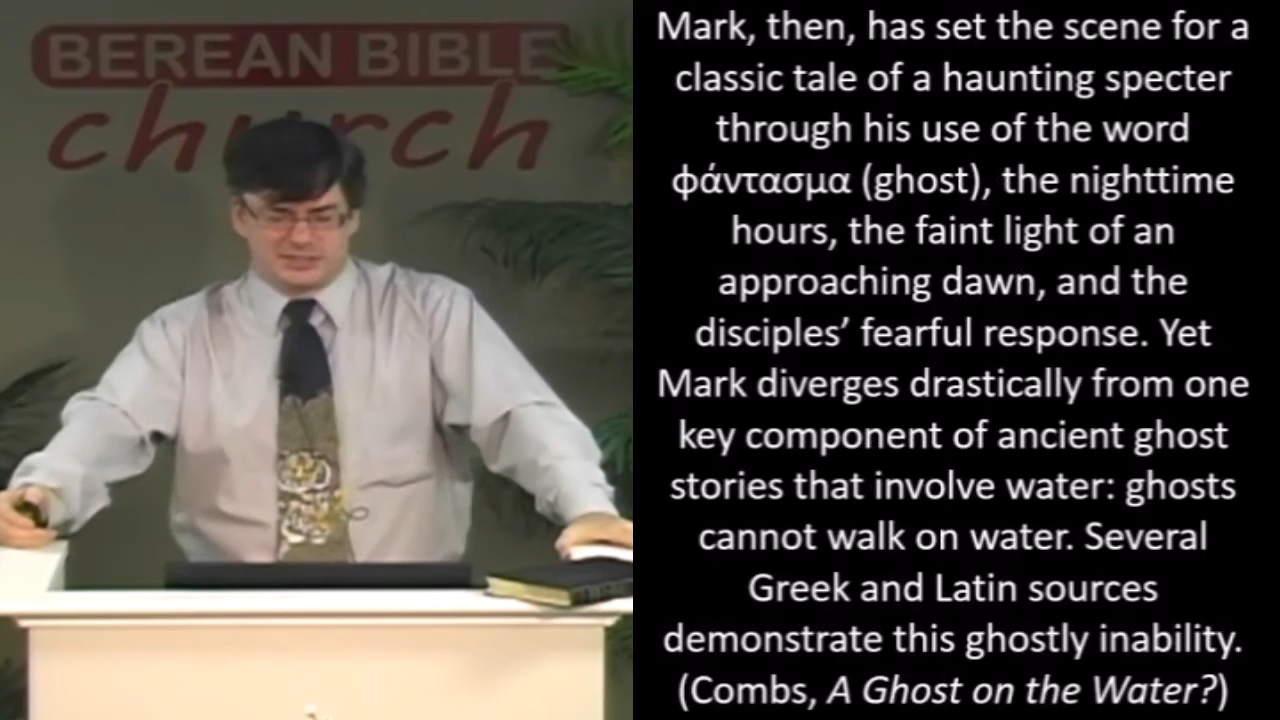 BEREAN BIBLE
church
Mark, then, has set the scene for a
classic tale of a haunting specter
through his use of the word
φάντασμα (ghost), the nighttime
hours, the faint light of an
approaching dawn, and the
disciples’ fearful response. Yet
Mark diverges drastically from one
key component of ancient ghost
stories that involve water: ghosts
cannot walk on water. Several
Greek and Latin sources
demonstrate this ghostly inability.
(Combs, A Ghost on the Water?)